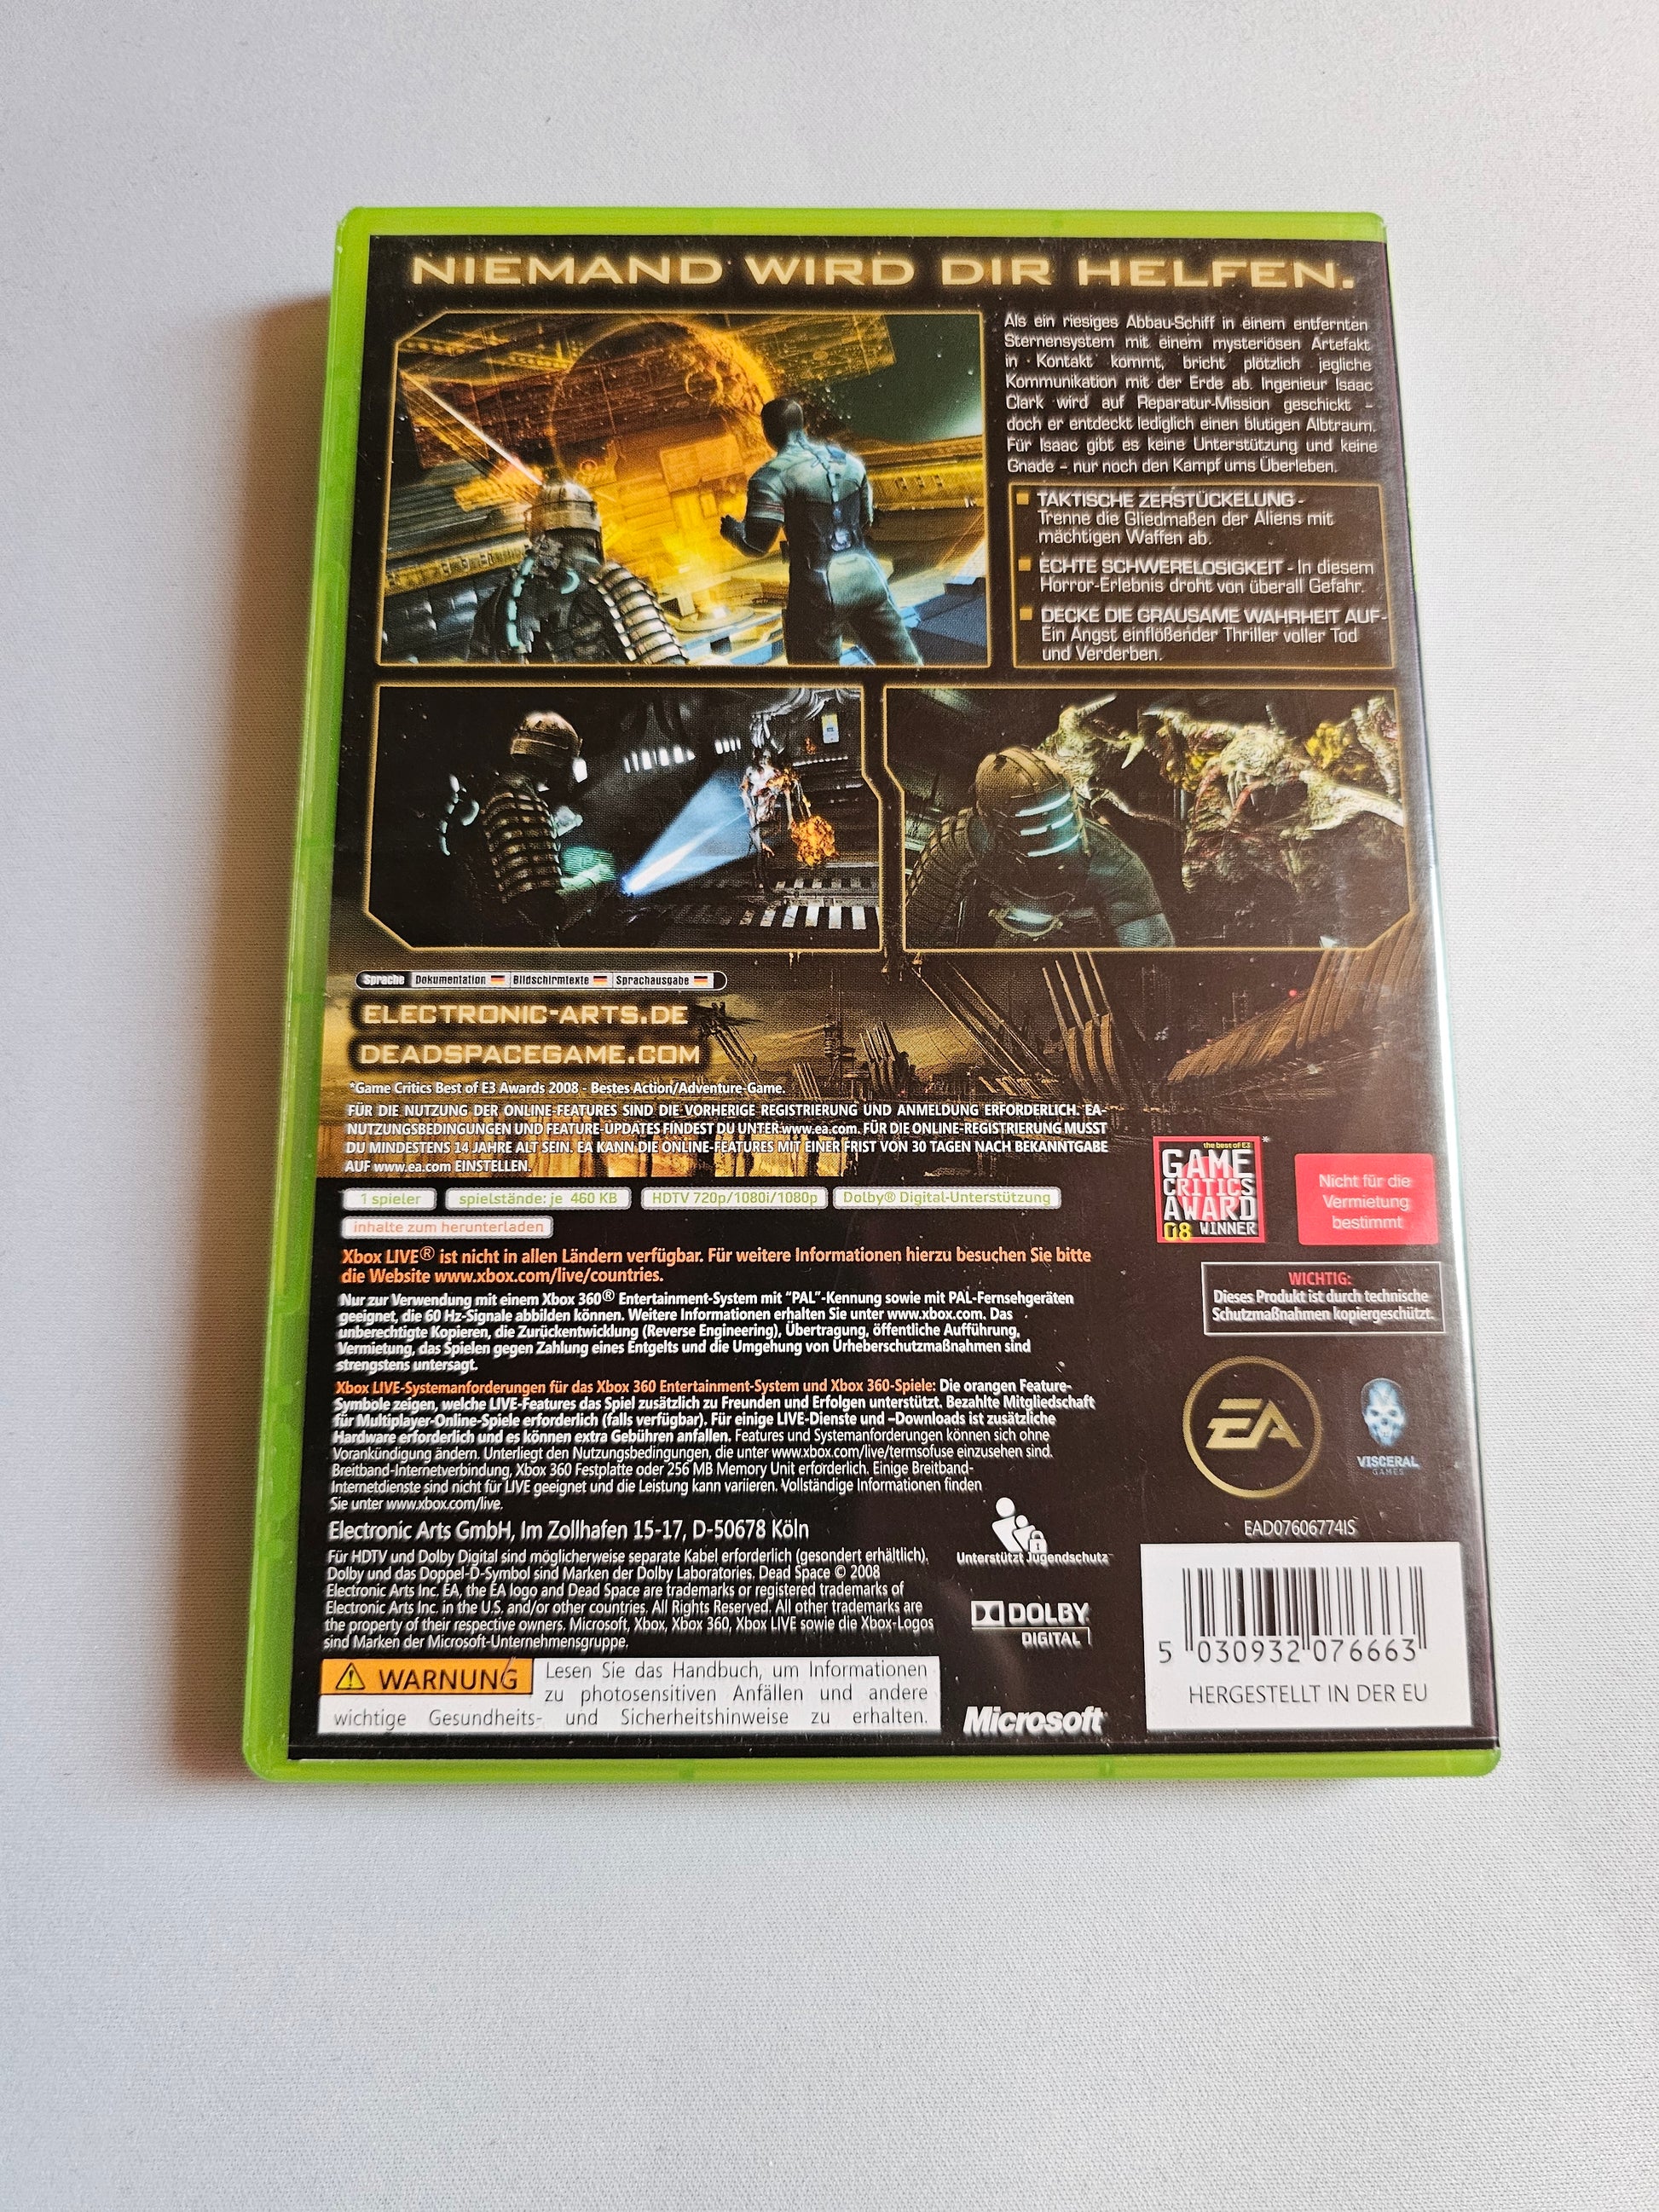 NIEMAND WIRD DIR HELFEN.
Als ein riesiges Abbau-Schiff in einem entfernten
Sternensystem mit einem mysteriösen Artefakt
in Kontakt kommt, bricht plötzlich jegliche
Kommunikation mit der Erde ab. Ingenieur Isaac
Clark wird auf Reparatur-Mission geschickt –
doch er entdeckt lediglich einen blutigen Albtraum.
Für Isaac gibt es keine Unterstützung und keine
Gnade – nur noch den Kampf ums Überleben.
TAKTISCHE ZERSTÜCKELUNG -
Trenne die Gliedmaßen der Aliens mit
mächtigen Waffen ab.
ECHTE SCHWERELOSIGKEIT - In diesem
Horror-Erlebnis droht von überall Gefahr.
DECKE DIE GRAUSAME WAHRHEIT AUF-
Ein Angst einflößender Thriller voller Tod
und Verderben.
Sprache Dokumentation Bildschirmtexte Sprachausgabe
ELECTRONIC-ARTS.DE
DEADSPACEGAME.COM
*Game Critics Best of E3 Awards 2008 - Bestes Action/Adventure-Game.
FÜR DIE NUTZUNG DER ONLINE-FEATURES SIND DIE VORHERIGE REGISTRIERUNG UND ANMELDUNG ERFORDERLICH. EA-
NUTZUNGSBEDINGUNGEN UND FEATURE-UPDATES FINDEST DU UNTER www.ea.com. FÜR DIE ONLINE-REGISTRIERUNG MUSST
DU MINDESTENS 14 JAHRE ALT SEIN. EA KANN DIE ONLINE-FEATURES MIT EINER FRIST VON 30 TAGEN NACH BEKANNTGABE
AUF www.ea.com EINSTELLEN.
the best of E3
GAME
CRITICS
AWARD
08 WINNER
*
Nicht für die
Vermietung
bestimmt
1 spieler spielstände: je 460 KB HDTV 720p/1080i/1080p Dolby® Digital-Unterstützung
inhalte zum herunterladen
Xbox LIVE® ist nicht in allen Ländern verfügbar. Für weitere Informationen hierzu besuchen Sie bitte
die Website www.xbox.com/live/countries.
WICHTIG:
Dieses Produkt ist durch technische
Schutzmaßnahmen kopiergeschützt.
Nur zur Verwendung mit einem Xbox 360® Entertainment-System mit “PAL”-Kennung sowie mit PAL-Fernsehgeräten
geeignet, die 60 Hz-Signale abbilden können. Weitere Informationen erhalten Sie unter www.xbox.com. Das
unberechtigte Kopieren, die Zurückentwicklung (Reverse Engineering), Übertragung, öffentliche Aufführung,
Vermietung, das Spielen gegen Zahlung eines Entgelts und die Umgehung von Urheberschutzmaßnahmen sind
strengstens untersagt.
Xbox LIVE-Systemanforderungen für das Xbox 360 Entertainment-System und Xbox 360-Spiele: Die orangen Feature-
Symbole zeigen, welche LIVE-Features das Spiel zusätzlich zu Freunden und Erfolgen unterstützt. Bezahlte Mitgliedschaft
für Multiplayer-Online-Spiele erforderlich (falls verfügbar). Für einige LIVE-Dienste und –Downloads ist zusätzliche
Hardware erforderlich und es können extra Gebühren anfallen. Features und Systemanforderungen können sich ohne
Vorankündigung ändern. Unterliegt den Nutzungsbedingungen, die unter www.xbox.com/live/termsofuse einzusehen sind.
Breitband-Internetverbindung, Xbox 360 Festplatte oder 256 MB Memory Unit erforderlich. Einige Breitband-
Internetdienste sind nicht für LIVE geeignet und die Leistung kann variieren. Vollständige Informationen finden
Sie unter www.xbox.com/live.
EA
VISCERAL
GAMES
Electronic Arts GmbH, Im Zollhafen 15-17, D-50678 Köln
Für HDTV und Dolby Digital sind möglicherweise separate Kabel erforderlich (gesondert erhältlich).
Dolby und das Doppel-D-Symbol sind Marken der Dolby Laboratories. Dead Space © 2008
Electronic Arts Inc. EA, the EA logo and Dead Space are trademarks or registered trademarks of
Electronic Arts Inc. in the U.S. and/or other countries. All Rights Reserved. All other trademarks are
the property of their respective owners. Microsoft, Xbox, Xbox 360, Xbox LIVE sowie die Xbox-Logos
sind Marken der Microsoft-Unternehmensgruppe.
Unterstützt Jugendschutz
DOLBY
DIGITAL
EAD07606774IS
5 030932 076663
HERGESTELLT IN DER EU
WARNUNG Lesen Sie das Handbuch, um Informationen
zu photosensitiven Anfällen und andere
wichtige Gesundheits- und Sicherheitshinweise zu erhalten.
Microsoft